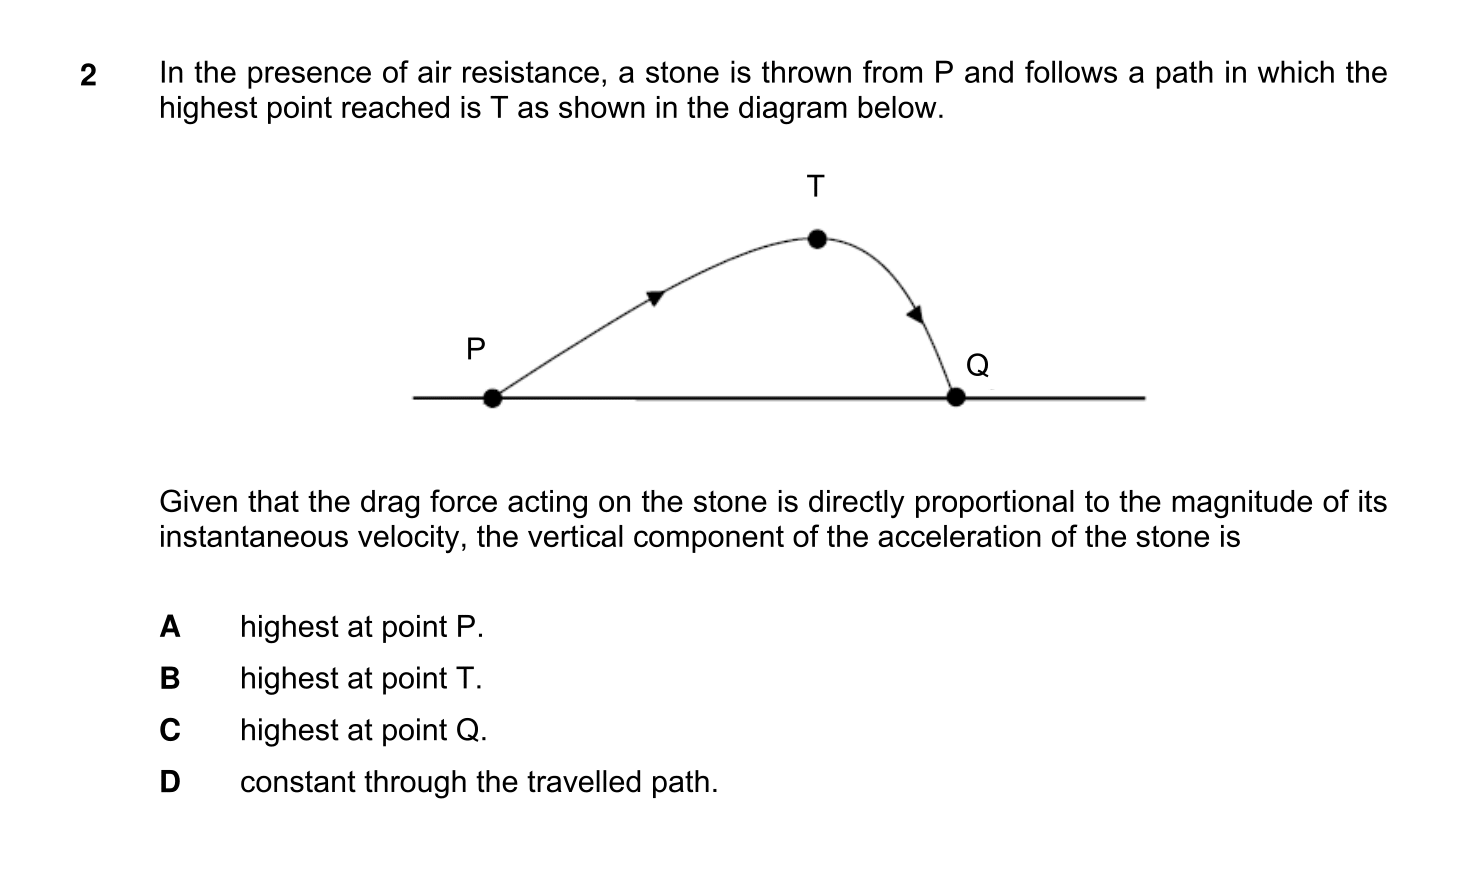 2 In the presence of air resistance, a stone is thrown from P and follows a path in which the
highest point reached is T as shown in the diagram below.
T
P
Q
Given that the drag force acting on the stone is directly proportional to the magnitude of its
instantaneous velocity, the vertical component of the acceleration of the stone is
A highest at point P.
B highest at point T.
C highest at point Q.
D constant through the travelled path.